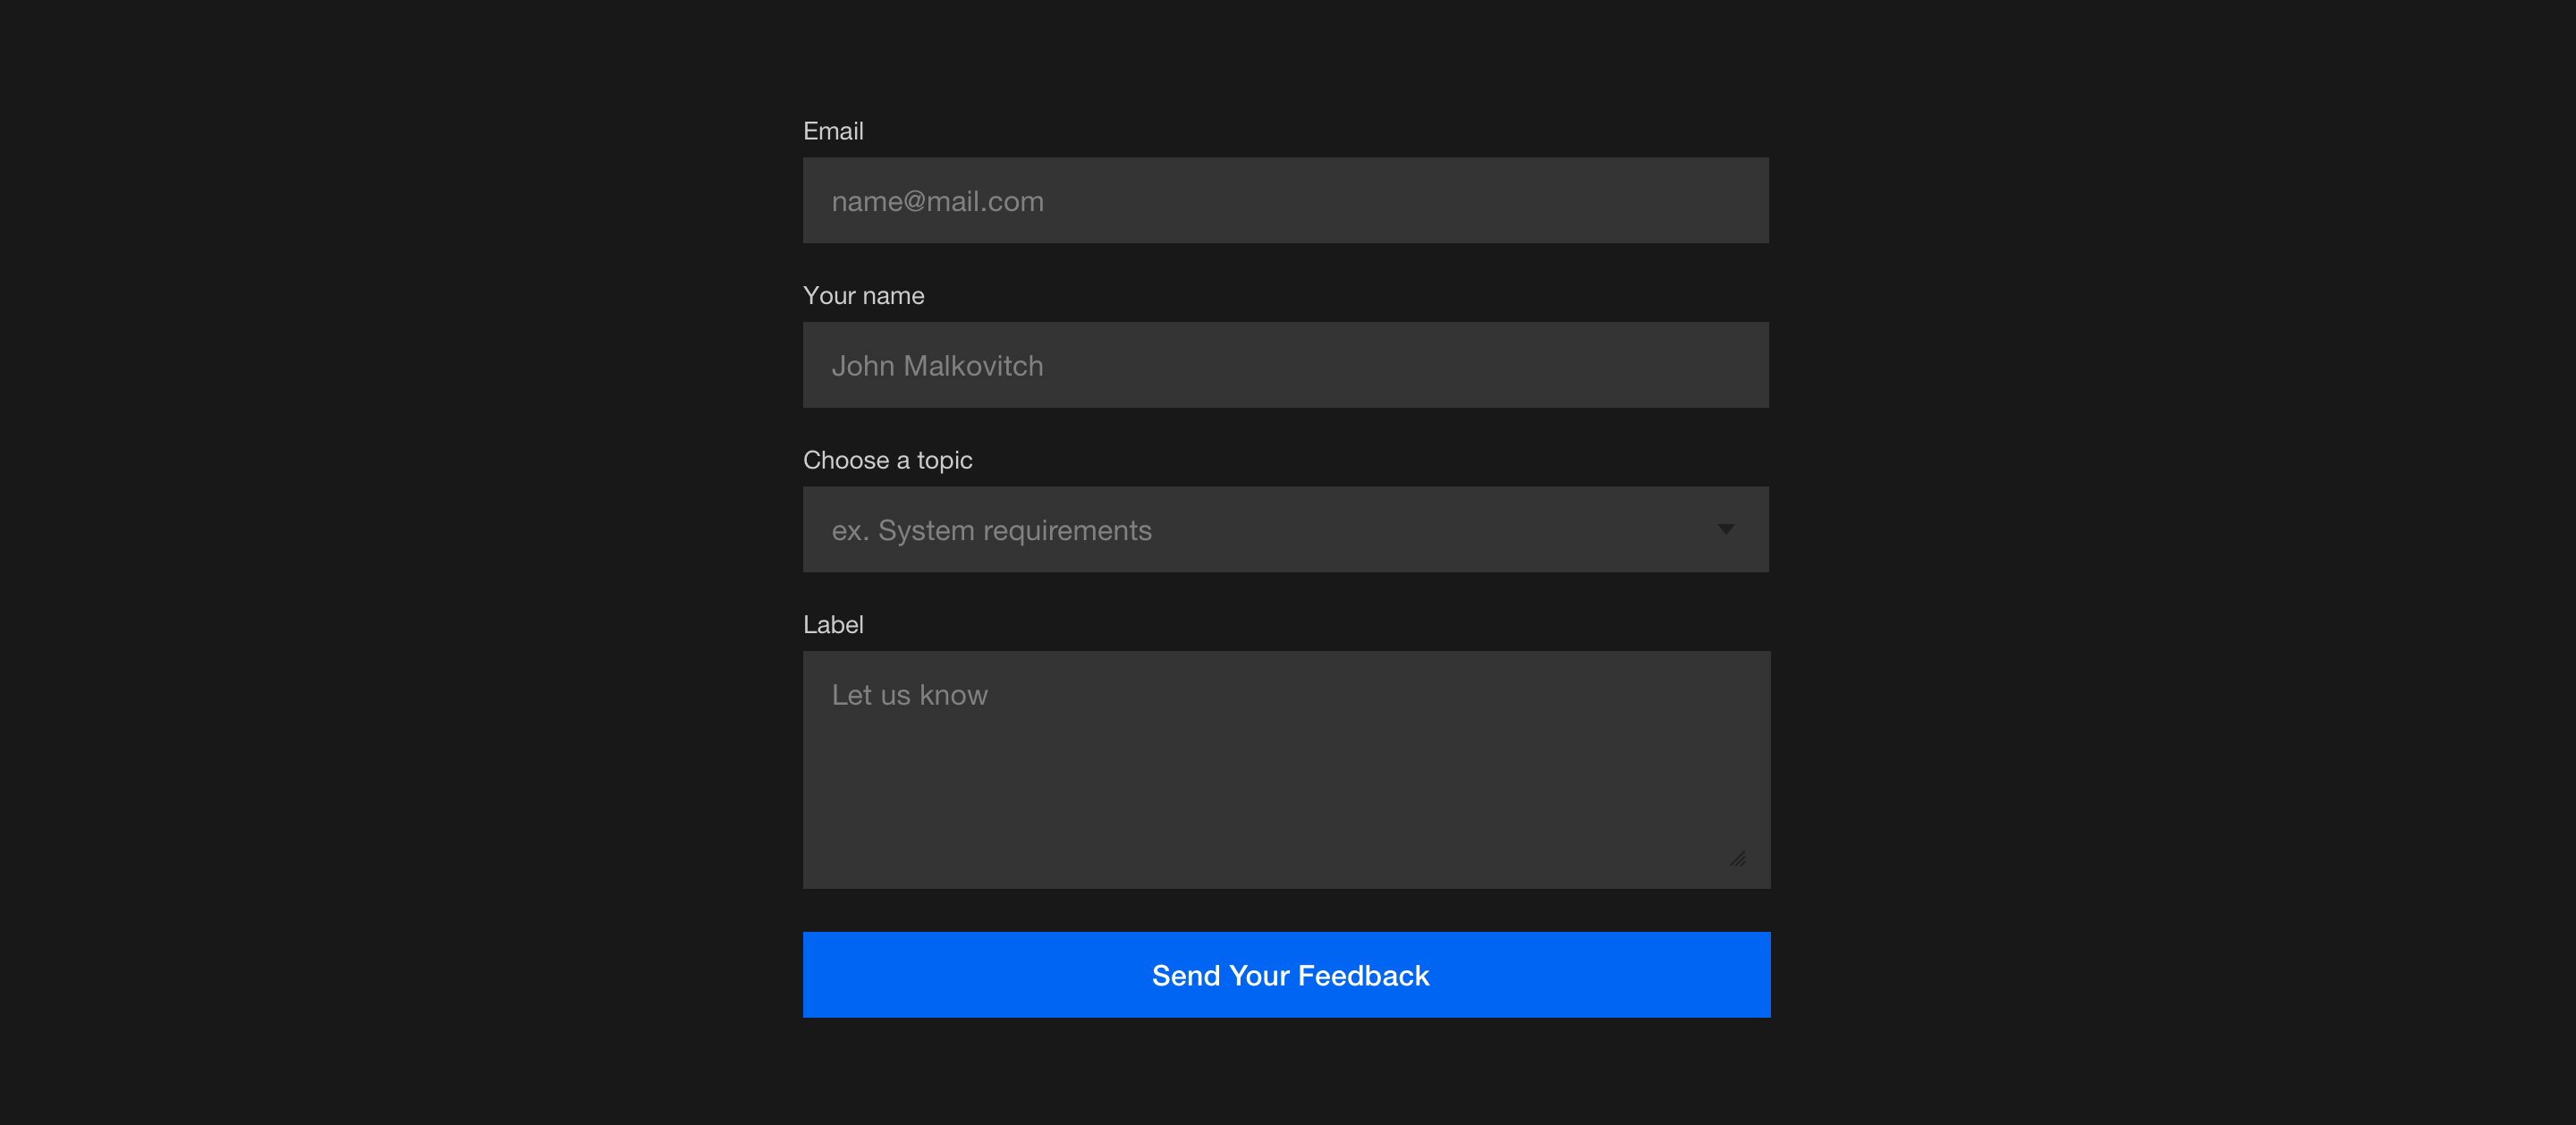 Email
name@mail.com
Your name
John Malkovitch
Choose a topic
ex. System requirements
Label
Let us know
Send Your Feedback